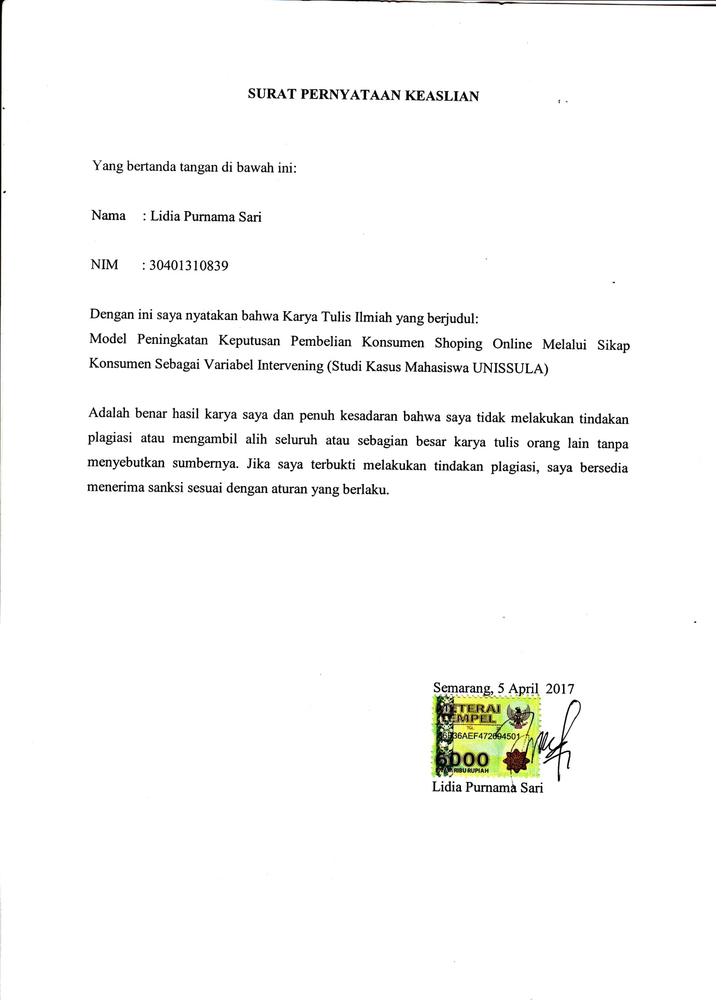 SURAT PERNYATAAN KEASLIAN
Yang bertanda tangan di bawah ini:
Nama : Lidia Purnama Sari
NIM : 30401310839
Dengan ini saya nyatakan bahwa Karya Tulis Ilmiah yang berjudul:
Model Peningkatan Keputusan Pembelian Konsumen Shoping Online Melalui Sikap
Konsumen Sebagai Variabel Intervening (Studi Kasus Mahasiswa UNISSULA)
Adalah benar hasil karya saya dan penuh kesadaran bahwa saya tidak melakukan tindakan
plagiasi atau mengambil alih seluruh atau sebagian besar karya tulis orang lain tanpa
menyebutkan sumbernya. Jika saya terbukti melakukan tindakan plagiasi, saya bersedia
menerima sanksi sesuai dengan aturan yang berlaku.
Semarang, 5 April 2017
METERAI
TEMPEL
TGL. 20
6000
ENAM RIBU RUPIAH
Lidia Purnama Sari